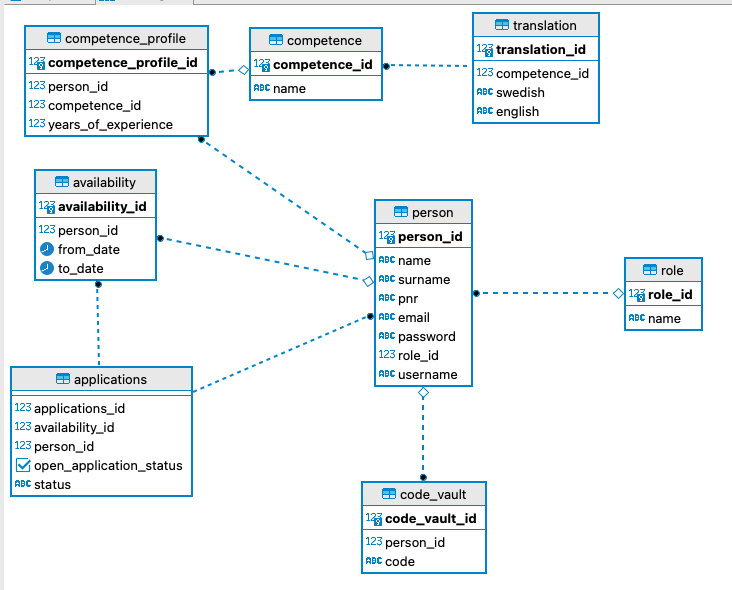 competence_profile
123 competence_profile_id
123 person_id
123 competence_id
123 years_of_experience
competence
123 competence_id
ABC name
translation
123 translation_id
123 competence_id
ABC swedish
ABC english
availability
123 availability_id
123 person_id
from_date
to_date
person
123 person_id
ABC name
ABC surname
ABC pnr
ABC email
ABC password
123 role_id
ABC username
role
123 role_id
ABC name
applications
123 applications_id
123 availability_id
123 person_id
open_application_status
ABC status
code_vault
123 code_vault_id
123 person_id
ABC code